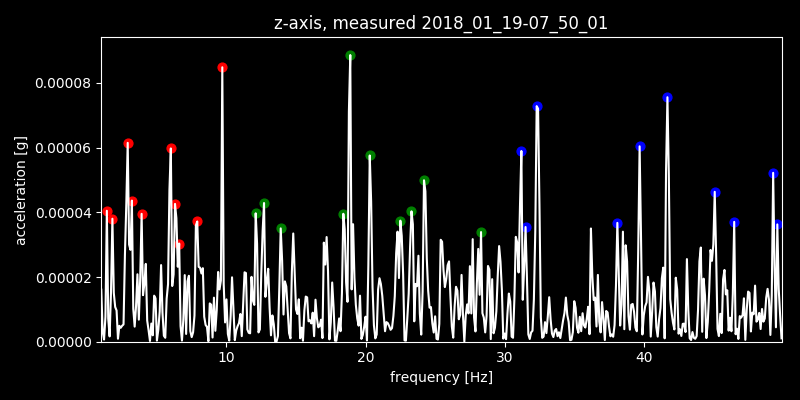 z-axis, measured 2018_01_19-07_50_01
0.00008
0.00006
0.00004
0.00002
0.00000
acceleration [g]
10 20 30 40
frequency [Hz]